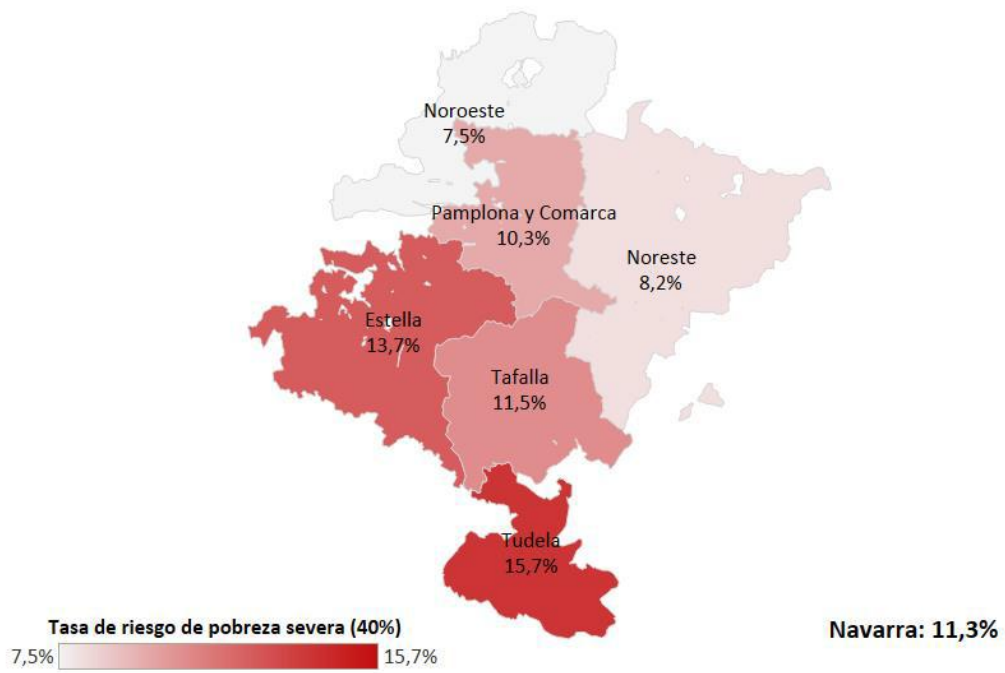 Noroeste
7,5%
Pamplona y Comarca
10,3%
Noreste
8,2%
Estella
13,7%
Tafalla
11,5%
Tudela
15,7%
Tasa de riesgo de pobreza severa (40%)
7,5% 15,7%
Navarra: 11,3%